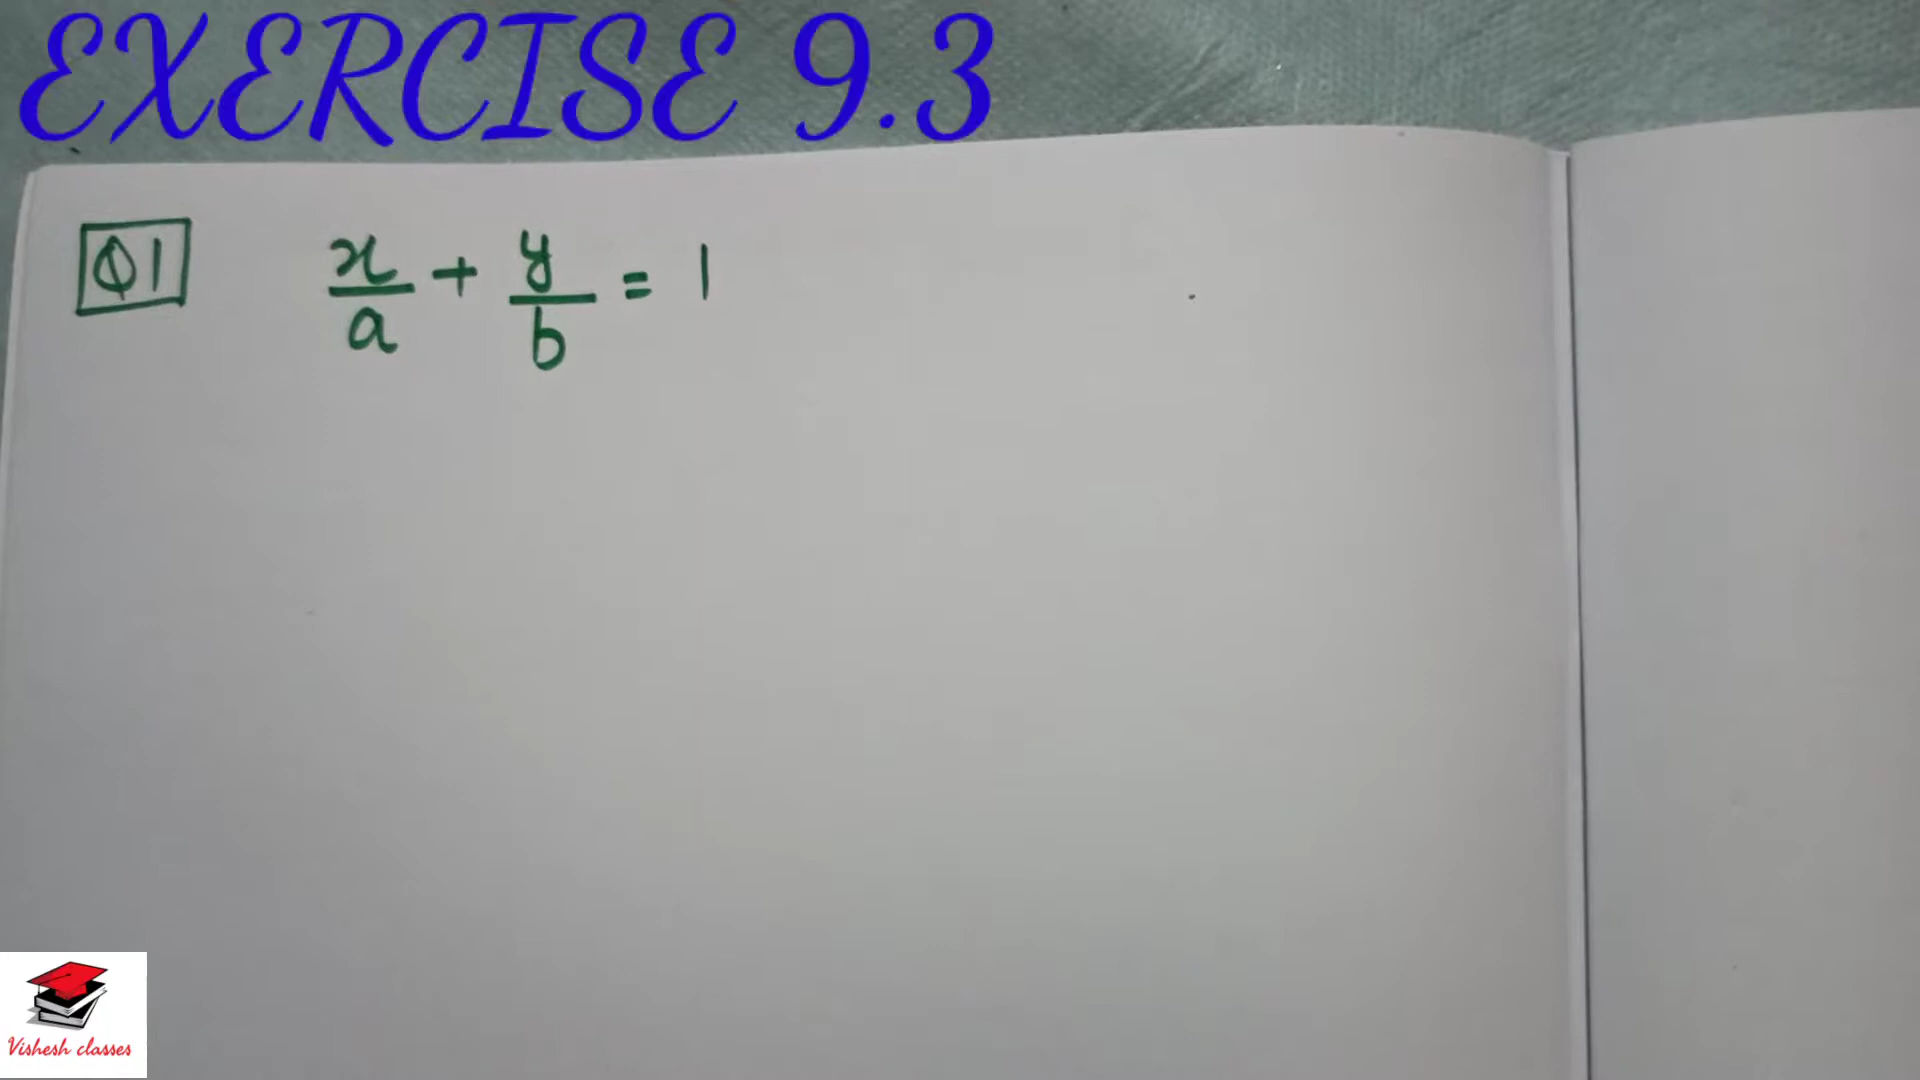 EXERCISE 9.3
Q1 x/a + y/b = 1
Vishesh classes